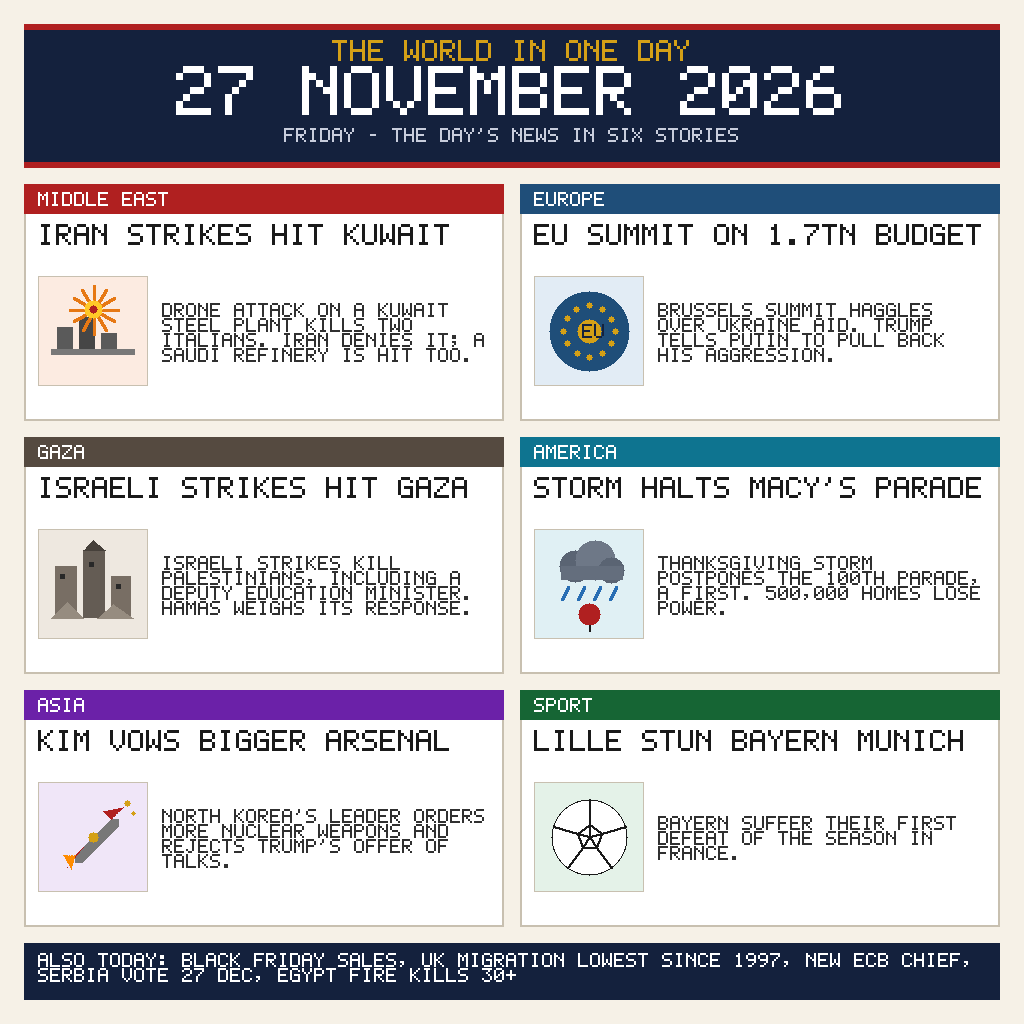 THE WORLD IN ONE DAY
27 NOVEMBER 2026
FRIDAY - THE DAY'S NEWS IN SIX STORIES
MIDDLE EAST
IRAN STRIKES HIT KUWAIT
DRONE ATTACK ON A KUWAIT
STEEL PLANT KILLS TWO
ITALIANS. IRAN DENIES IT; A
SAUDI REFINERY IS HIT TOO.
EUROPE
EU SUMMIT ON 1.7TN BUDGET
EU
BRUSSELS SUMMIT HAGGLES
OVER UKRAINE AID. TRUMP
TELLS PUTIN TO PULL BACK
HIS AGGRESSION.
GAZA
ISRAELI STRIKES HIT GAZA
ISRAELI STRIKES KILL
PALESTINIANS, INCLUDING A
DEPUTY EDUCATION MINISTER.
HAMAS WEIGHS ITS RESPONSE.
AMERICA
STORM HALTS MACY'S PARADE
THANKSGIVING STORM
POSTPONES THE 100TH PARADE,
A FIRST. 500,000 HOMES LOSE
POWER.
ASIA
KIM VOWS BIGGER ARSENAL
NORTH KOREA'S LEADER ORDERS
MORE NUCLEAR WEAPONS AND
REJECTS TRUMP'S OFFER OF
TALKS.
SPORT
LILLE STUN BAYERN MUNICH
BAYERN SUFFER THEIR FIRST
DEFEAT OF THE SEASON IN
FRANCE.
ALSO TODAY: BLACK FRIDAY SALES, UK MIGRATION LOWEST SINCE 1997, NEW ECB CHIEF,
SERBIA VOTE 27 DEC, EGYPT FIRE KILLS 30+